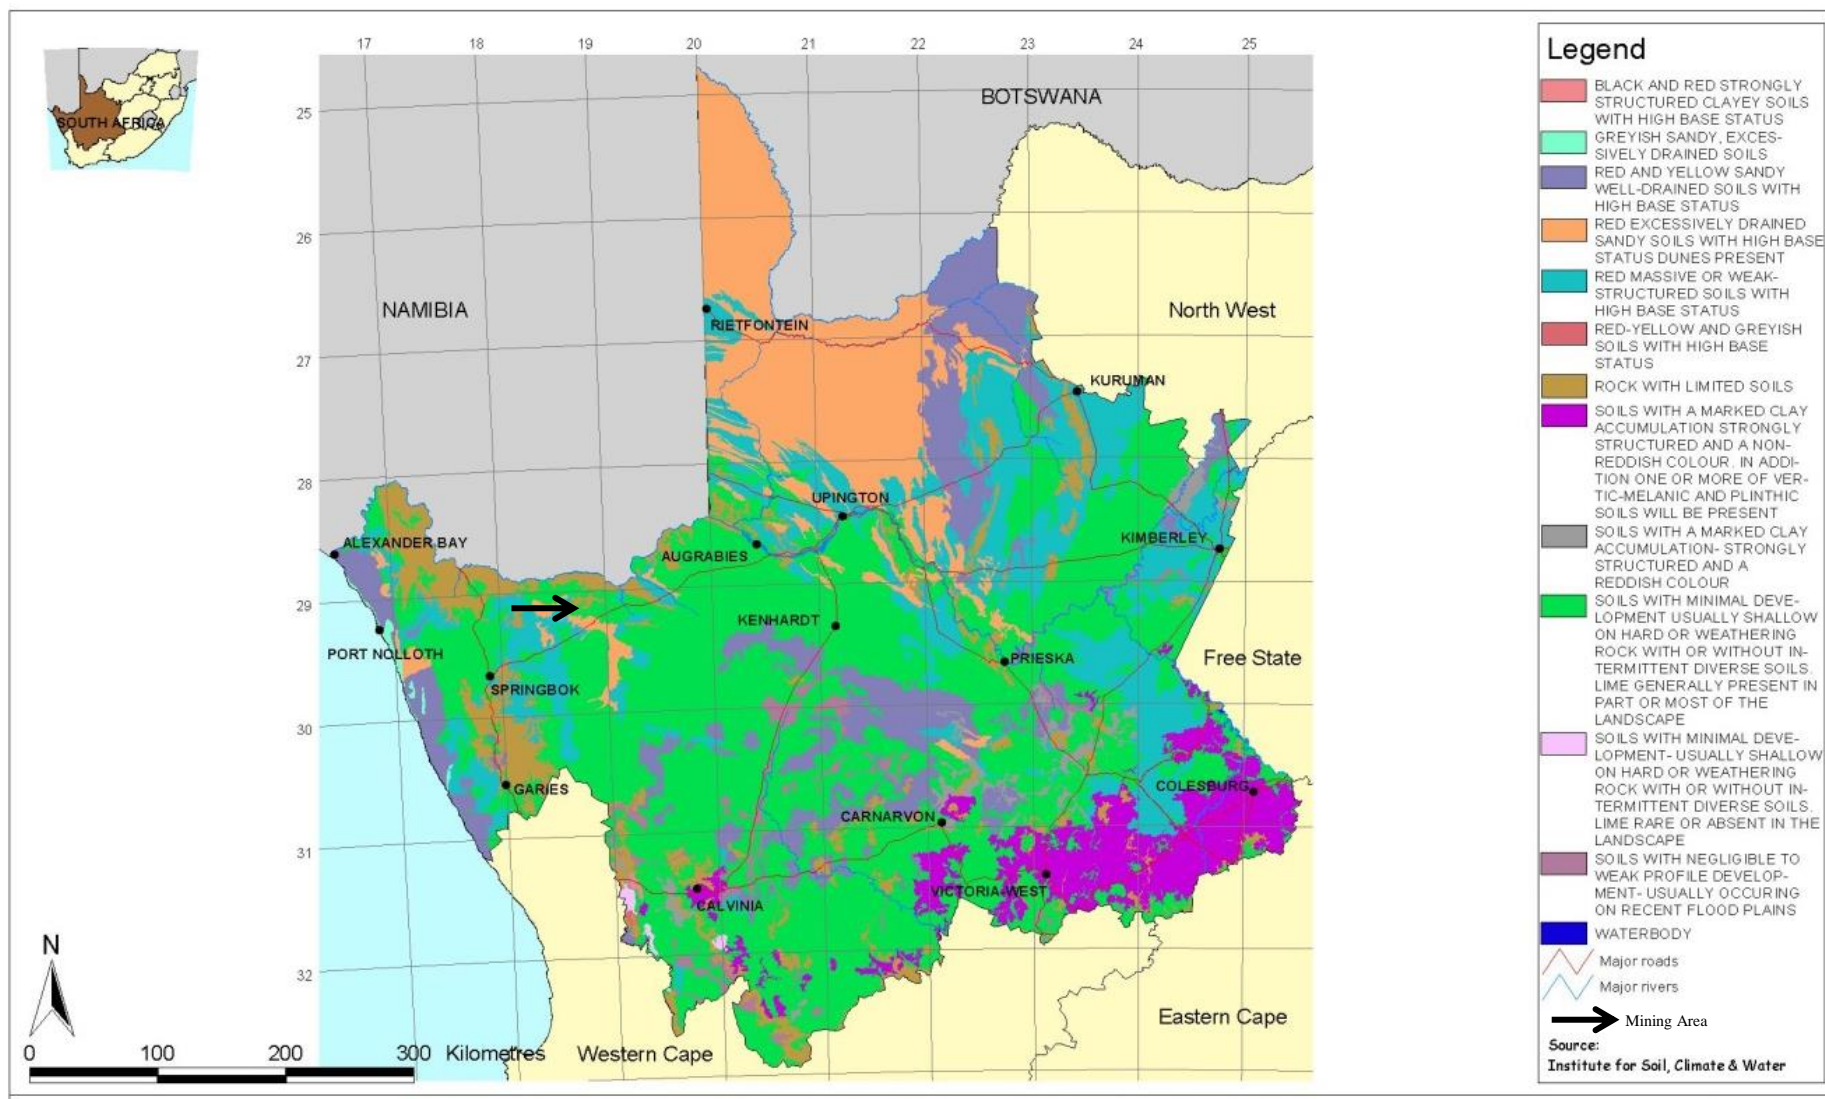 SOUTH AFRICA
17
18
19
20
21
22
23
24
25
25
26
27
28
29
30
31
32
BOTSWANA
NAMIBIA
North West
RIETFONTEIN
KURUMAN
UPINGTON
ALEXANDER BAY
AUGRABIES
KIMBERLEY
KENHARDT
PORT NOLLOTH
SPRINGBOK
PRIESKA
Free State
GARIES
COLESBURG
CARNARVON
VICTORIA-WEST
CALVINIA
Eastern Cape
Western Cape
N
0
100
200
300 Kilometres
Legend
BLACK AND RED STRONGLY
STRUCTURED CLAYEY SOILS
WITH HIGH BASE STATUS
GREYISH SANDY, EXCES-
SIVELY DRAINED SOILS
RED AND YELLOW SANDY
WELL-DRAINED SOILS WITH
HIGH BASE STATUS
RED EXCESSIVELY DRAINED
SANDY SOILS WITH HIGH BASE
STATUS DUNES PRESENT
RED MASSIVE OR WEAK-
STRUCTURED SOILS WITH
HIGH BASE STATUS
RED-YELLOW AND GREYISH
SOILS WITH HIGH BASE
STATUS
ROCK WITH LIMITED SOILS
SOILS WITH A MARKED CLAY
ACCUMULATION STRONGLY
STRUCTURED AND A NON-
REDDISH COLOUR. IN ADDI-
TION ONE OR MORE OF VER-
TIC-MELANIC AND PLINTHIC
SOILS WILL BE PRESENT
SOILS WITH A MARKED CLAY
ACCUMULATION- STRONGLY
STRUCTURED AND A
REDDISH COLOUR
SOILS WITH MINIMAL DEVE-
LOPMENT USUALLY SHALLOW
ON HARD OR WEATHERING
ROCK WITH OR WITHOUT IN-
TERMITTENT DIVERSE SOILS.
LIME GENERALLY PRESENT IN
PART OR MOST OF THE
LANDSCAPE
SOILS WITH MINIMAL DEVE-
LOPMENT- USUALLY SHALLOW
ON HARD OR WEATHERING
ROCK WITH OR WITHOUT IN-
TERMITTENT DIVERSE SOILS.
LIME RARE OR ABSENT IN THE
LANDSCAPE
SOILS WITH NEGLIGIBLE TO
WEAK PROFILE DEVELOP-
MENT- USUALLY OCCURING
ON RECENT FLOOD PLAINS
WATERBODY
Major roads
Major rivers
Mining Area
Source:
Institute for Soil, Climate & Water